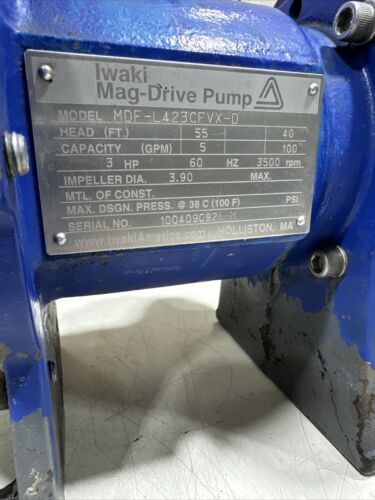 Iwaki
Mag-Drive Pump
MODEL MDF-L423CFVX-D
HEAD (FT.) 55 40
CAPACITY (GPM) 5 100
3 HP 60 HZ 3500 rpm
IMPELLER DIA. 3.90 MAX.
MTL. OF CONST.
MAX. DSGN. PRESS. @ 38 C (100 F) PSI
SERIAL NO. 1004090926-M
www.IwakiAmerica.com HOLLISTON, MA